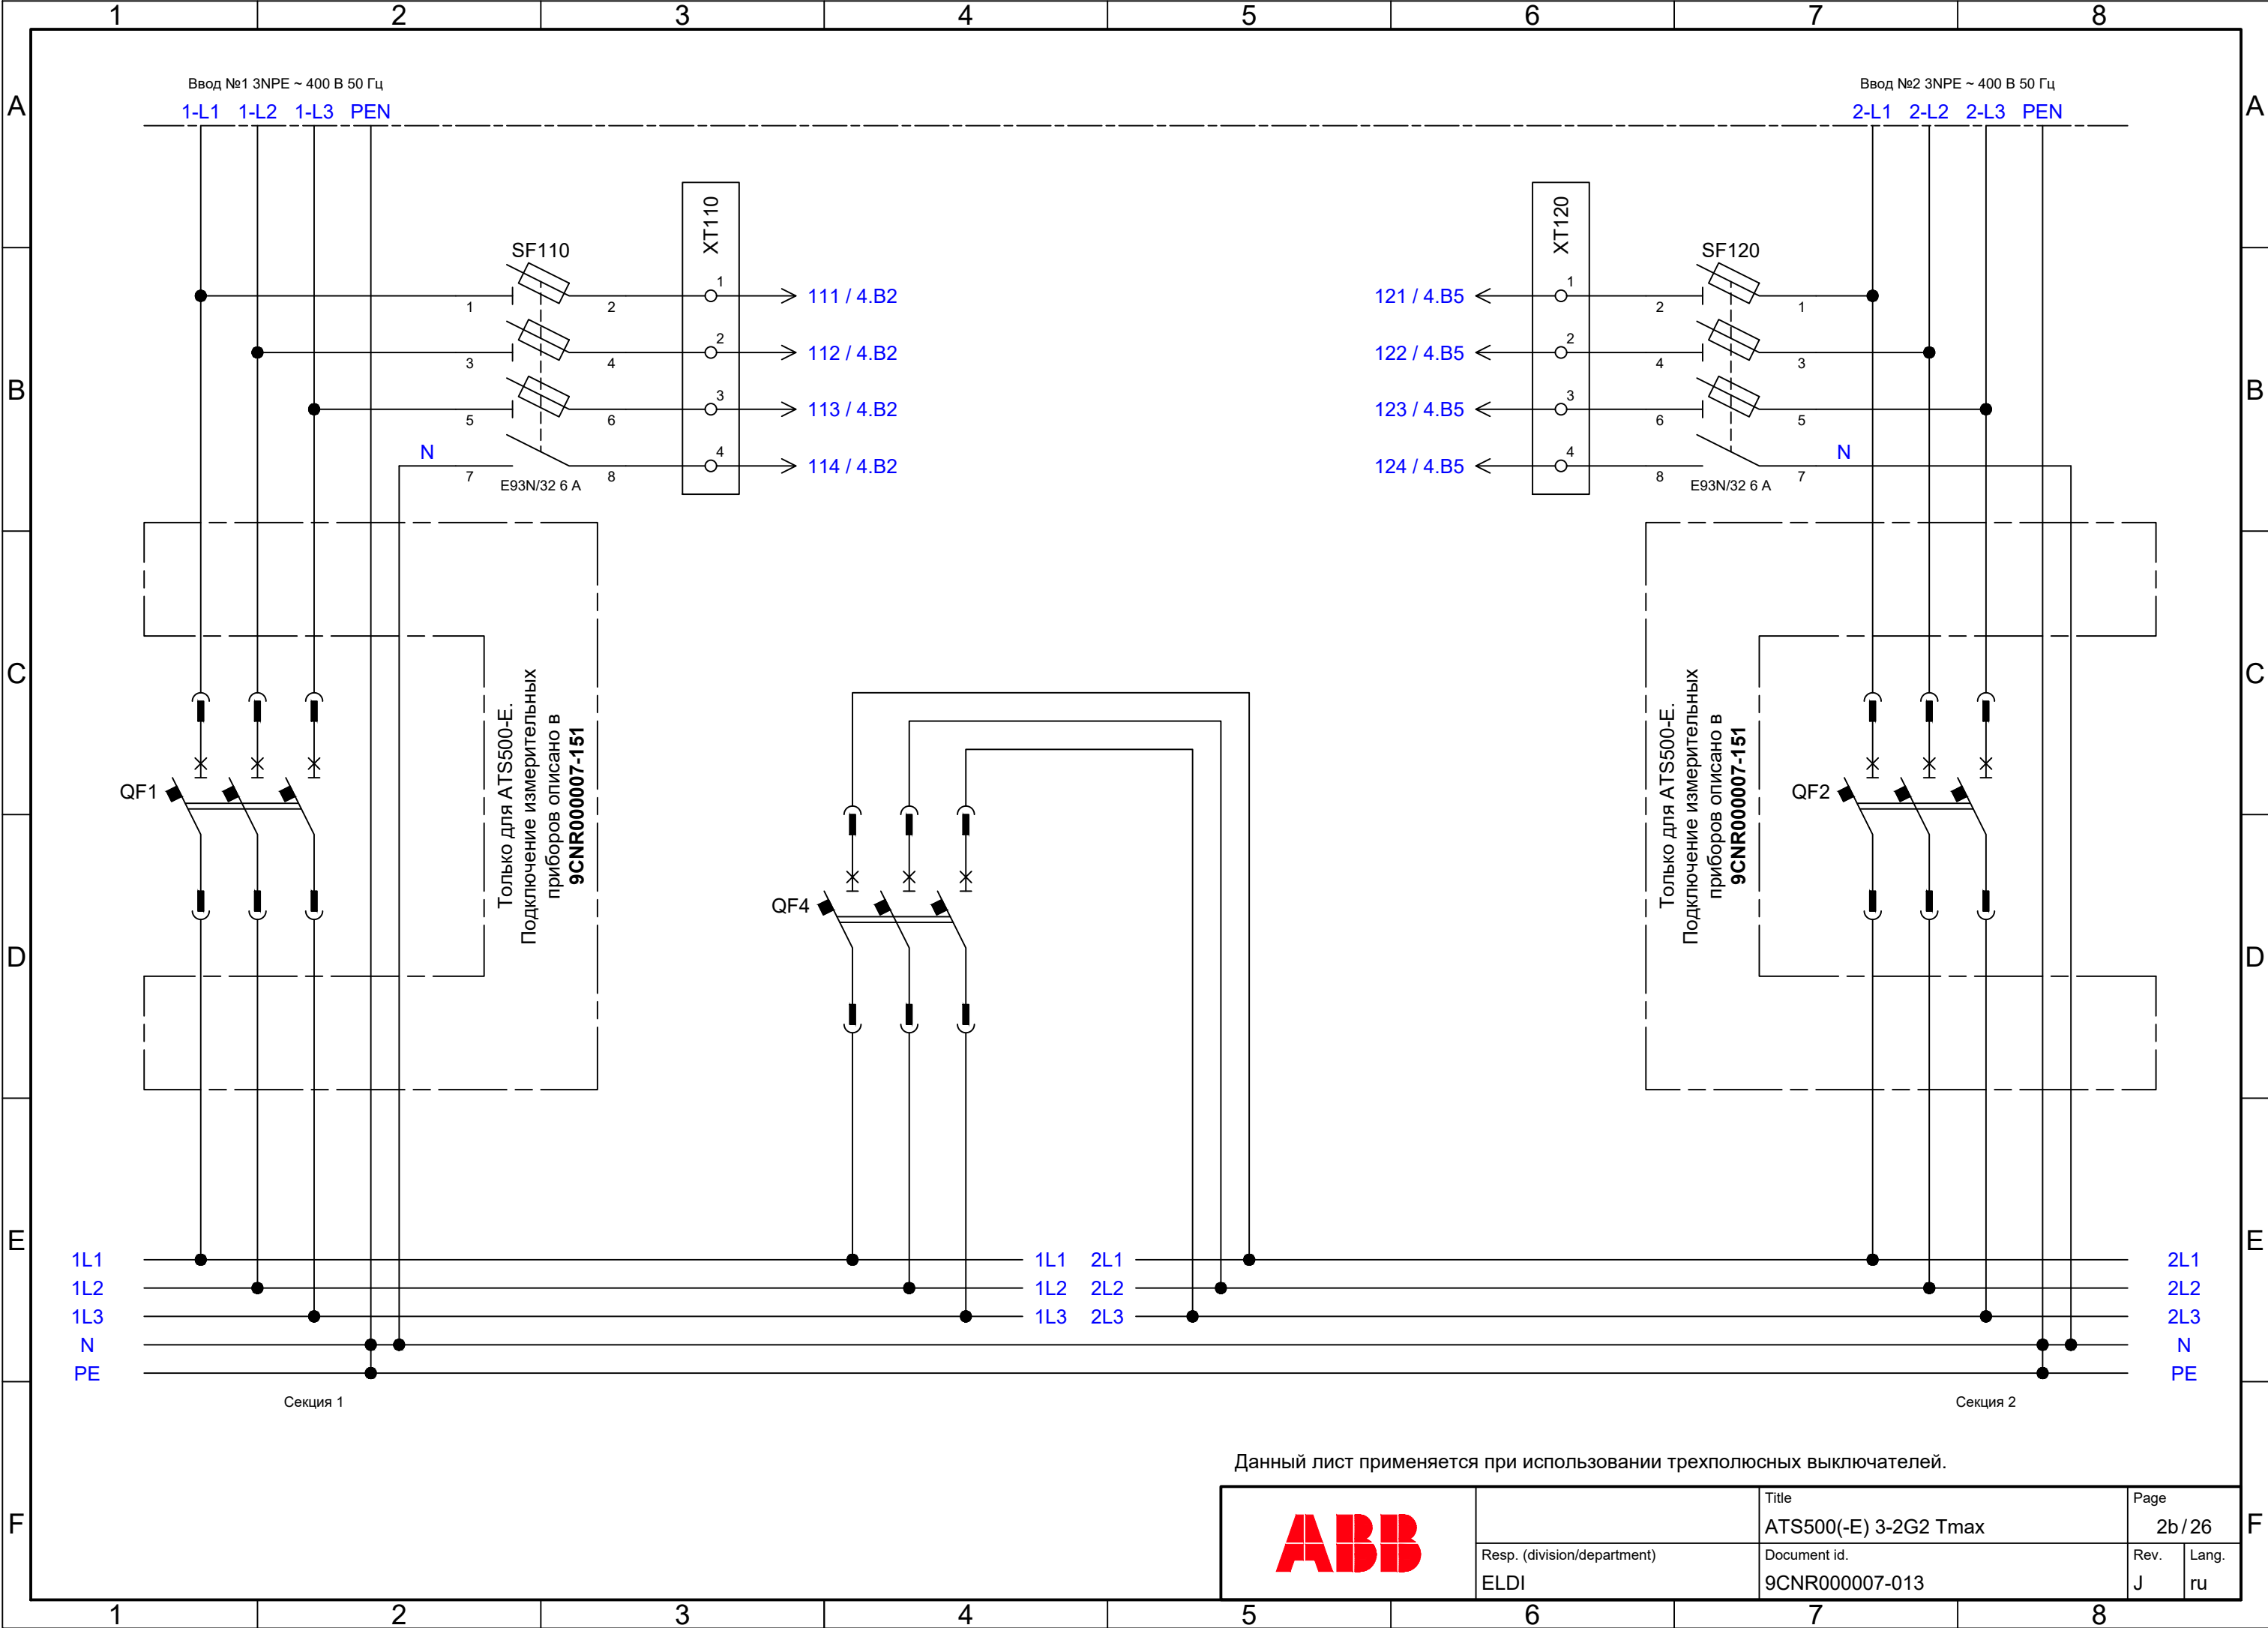 1 2 3 4 5 6 7 8
A A
Ввод №1 3NPE ~ 400 В 50 Гц
1-L1 1-L2 1-L3 PEN
Ввод №2 3NPE ~ 400 В 50 Гц
2-L1 2-L2 2-L3 PEN
B B
SF110
XT110
1 2 1 111 / 4.B2
3 4 2 112 / 4.B2
5 6 3 113 / 4.B2
N 7 8 4 114 / 4.B2
E93N/32 6 A
XT120
SF120
121 / 4.B5 1 2 1
122 / 4.B5 2 4 3
123 / 4.B5 3 6 5
124 / 4.B5 4 8 7 N
E93N/32 6 A
C C
QF1
Только для ATS500-E.
Подключение измерительных
приборов описано в
9CNR000007-151
QF4
Только для ATS500-E.
Подключение измерительных
приборов описано в
9CNR000007-151
QF2
D D
E E
1L1 1L1 2L1 2L1
1L2 1L2 2L2 2L2
1L3 1L3 2L3 2L3
N N
PE PE
Секция 1 Секция 2
Данный лист применяется при использовании трехполюсных выключателей.
F F
ABB
Title
ATS500(-E) 3-2G2 Tmax
Page
2b / 26
Resp. (division/department)
ELDI
Document id.
9CNR000007-013
Rev.
J
Lang.
ru
1 2 3 4 5 6 7 8